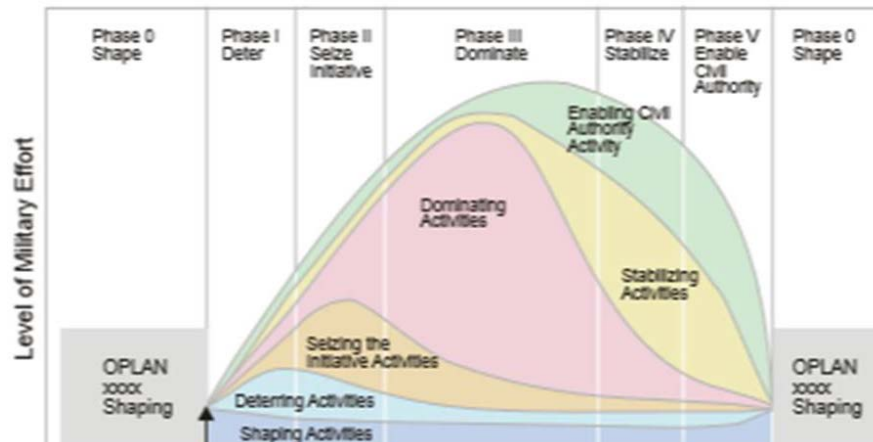 Phase 0
Shape
Phase I
Deter
Phase II
Seize
Initiative
Phase III
Dominate
Phase IV
Stabilize
Phase V
Enable
Civil
Authority
Phase 0
Shape
Level of Military Effort
Enabling Civil
Authority
Activity
Dominating
Activities
Stabilizing
Activities
Seizing the
Initiative Activities
OPLAN
xxxx
Shaping
Deterring Activities
Shaping Activities
OPLAN
xxxx
Shaping